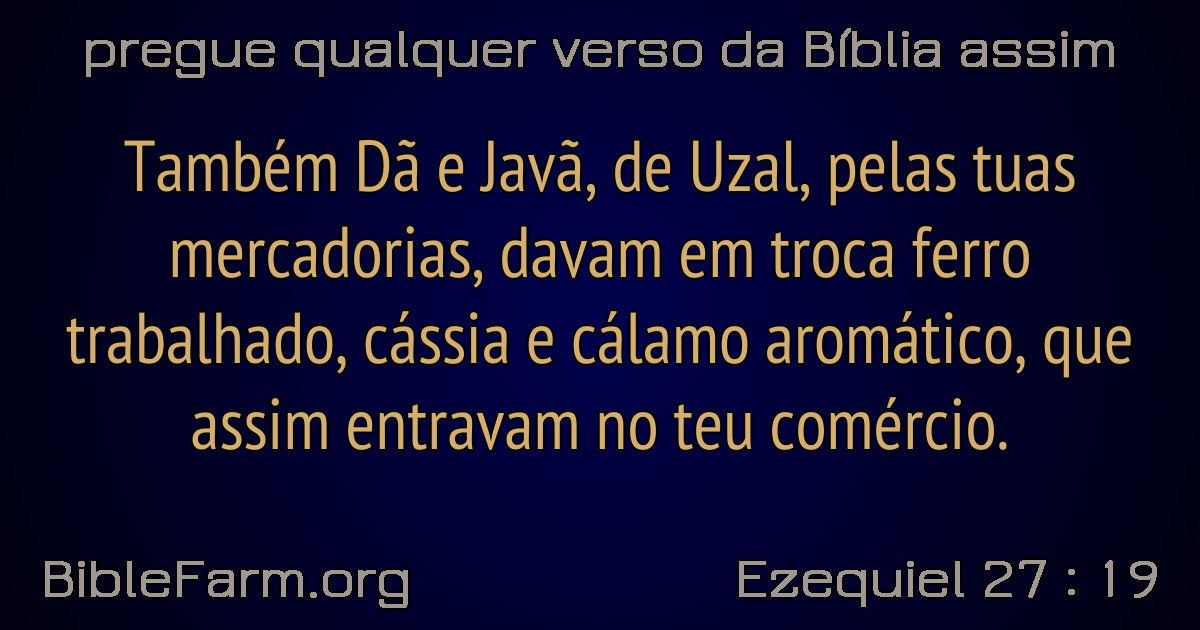 pregue qualquer verso da Bíblia assim
Também Dã e Javã, de Uzal, pelas tuas
mercadorias, davam em troca ferro
trabalhado, cássia e cálamo aromático, que
assim entravam no teu comércio.
BibleFarm.org
Ezequiel 27 : 19